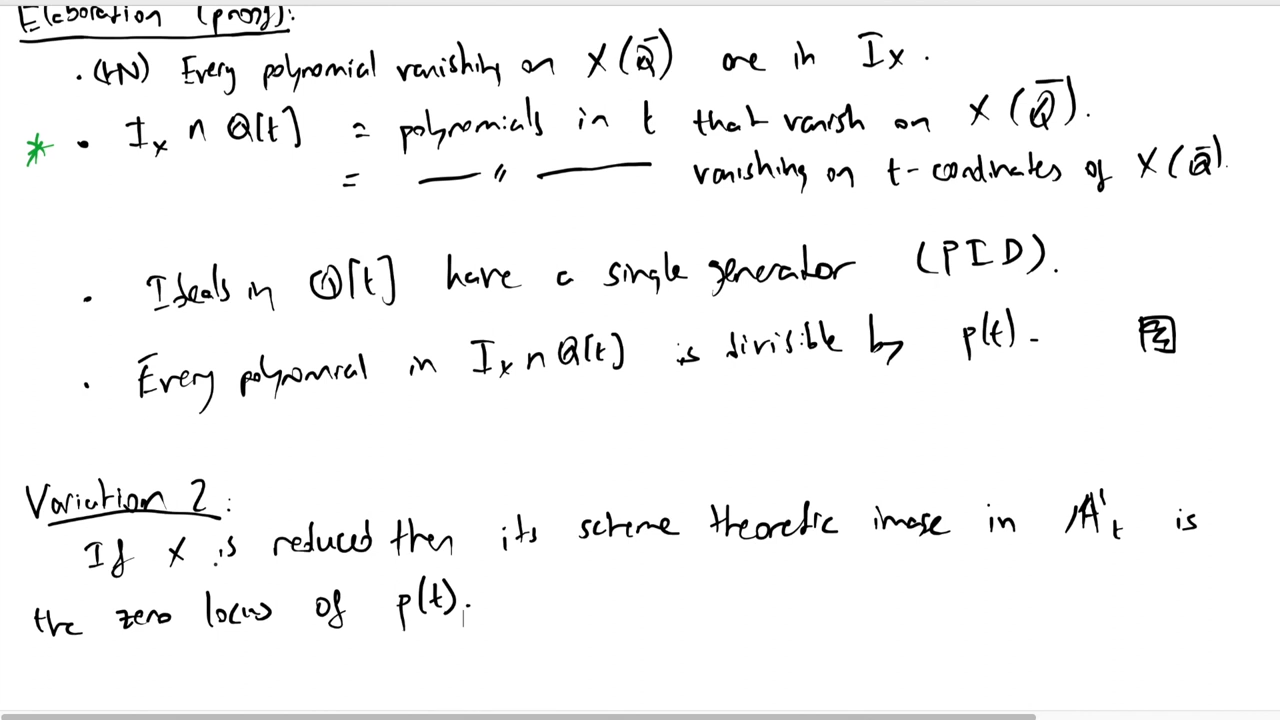 Elaboration (proof):
· (HN) Every polynomial vanishing on X(Q̄) are in I_X.
* · I_X ∩ Q[t] = polynomials in t that vanish on X(Q̄).
= —— " —— vanishing on t-coordinates of X(Q̄).
· Ideals in Q[t] have a single generator (PID).
· Every polynomial in I_X ∩ Q[t] is divisible by p(t).
Variation 2:
If X is reduced then its scheme theoretic image in A¹_t is
the zero locus of p(t).